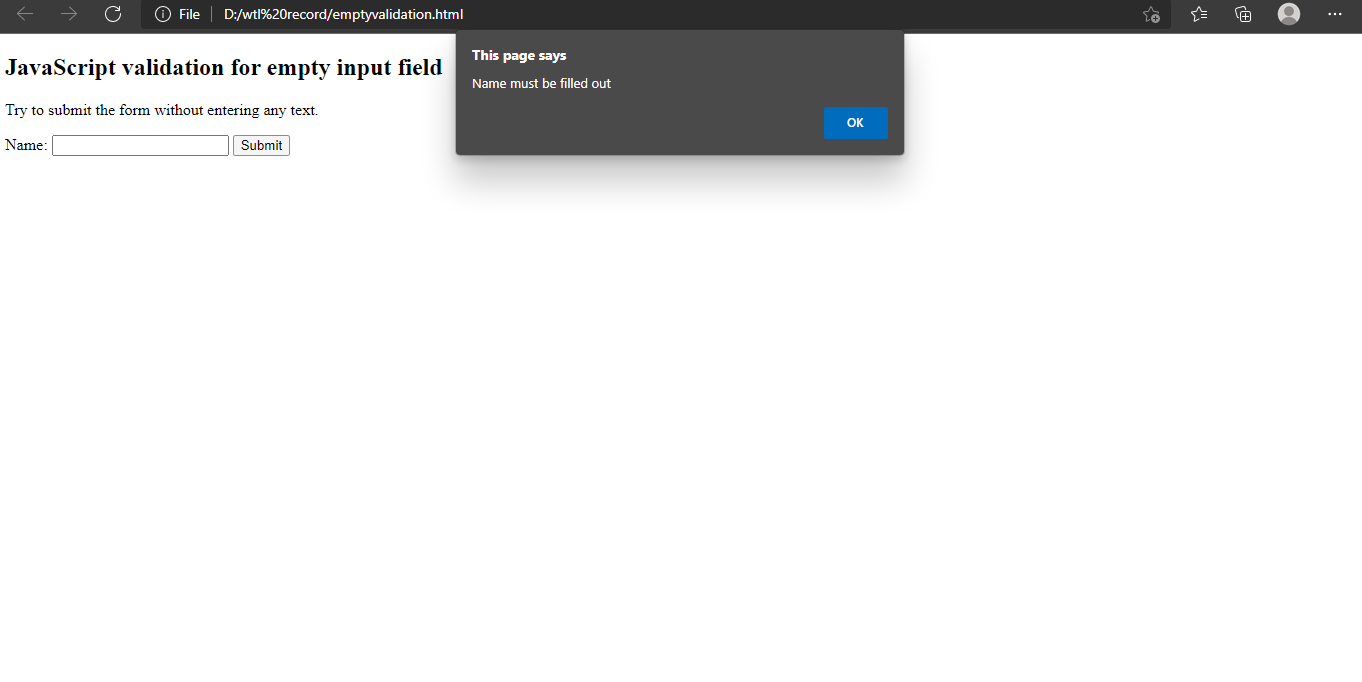 File D:/wtl%20record/emptyvalidation.html
This page says
Name must be filled out
OK
JavaScript validation for empty input field
Try to submit the form without entering any text.
Name: Submit